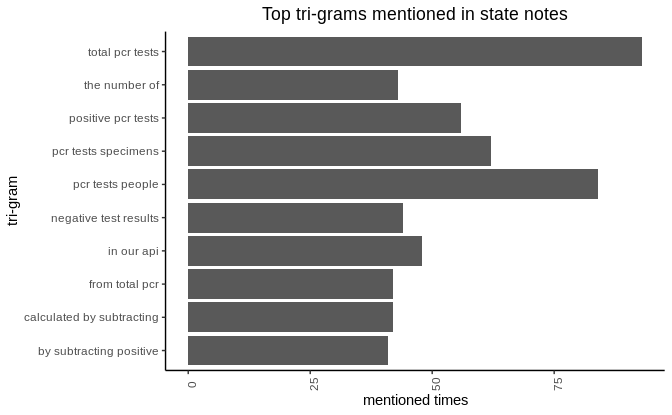 Top tri-grams mentioned in state notes
total pcr tests
the number of
positive pcr tests
pcr tests specimens
pcr tests people
negative test results
in our api
from total pcr
calculated by subtracting
by subtracting positive
tri-gram
0
25
50
75
mentioned times